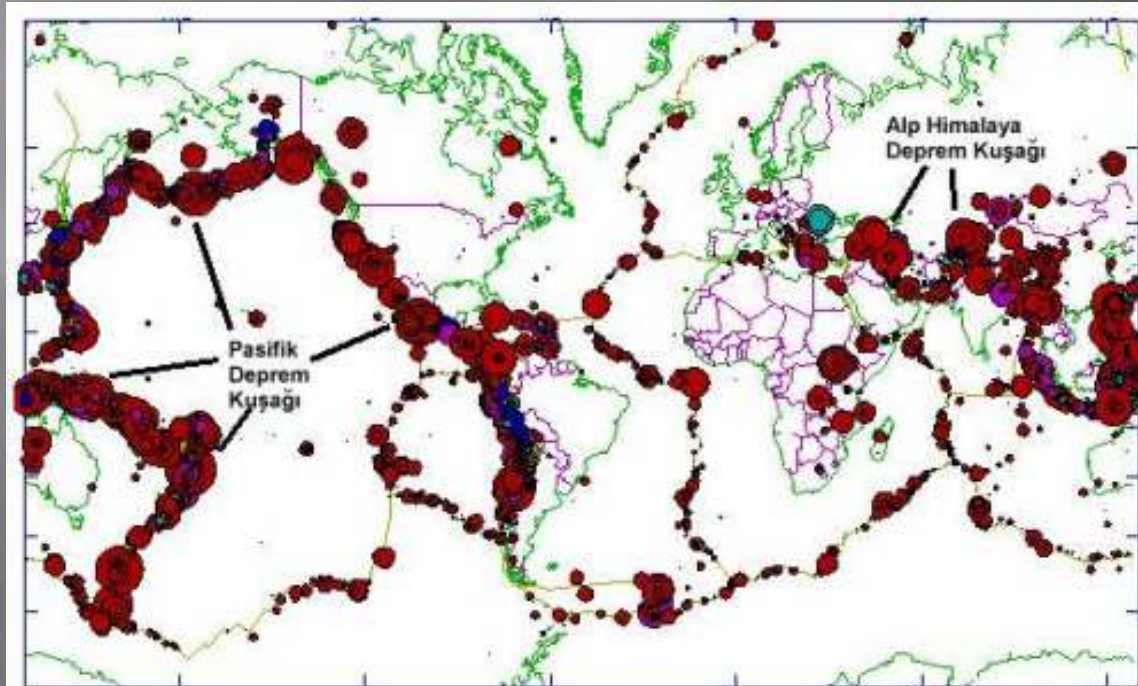 Alp Himalaya
Deprem Kuşağı
Pasifik
Deprem
Kuşağı